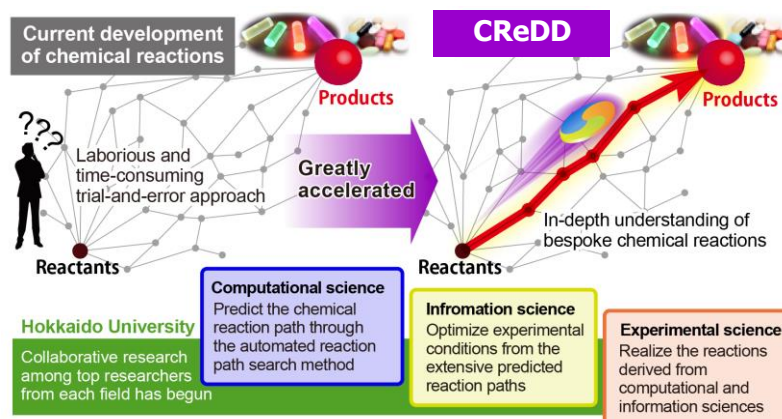 Current development
of chemical reactions
CReDD
Products
Products
???
Laborious and
time-consuming
trial-and-error approach
Greatly
accelerated
In-depth understanding of
bespoke chemical reactions
Reactants
Reactants
Hokkaido University
Collaborative research
among top researchers
from each field has begun
Computational science
Predict the chemical
reaction path through
the automated reaction
path search method
Infromation science
Optimize experimental
conditions from the
extensive predicted
reaction paths
Experimental science
Realize the reactions
derived from
computational and
information sciences